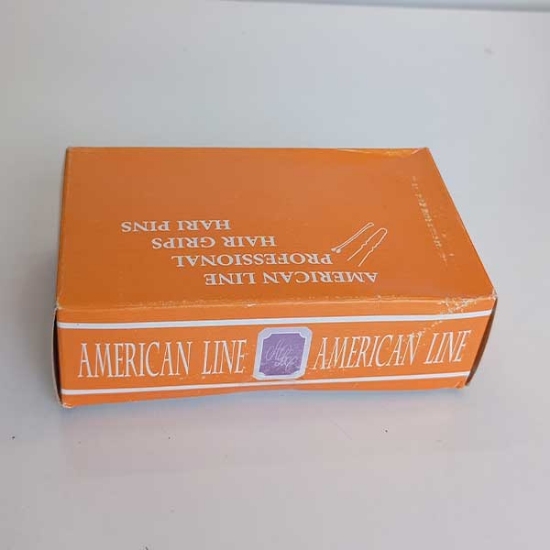 AMERICAN LINE
PROFESSIONAL
HAIR GRIPS
HARI PINS
AMERICAN LINE AMERICAN LINE